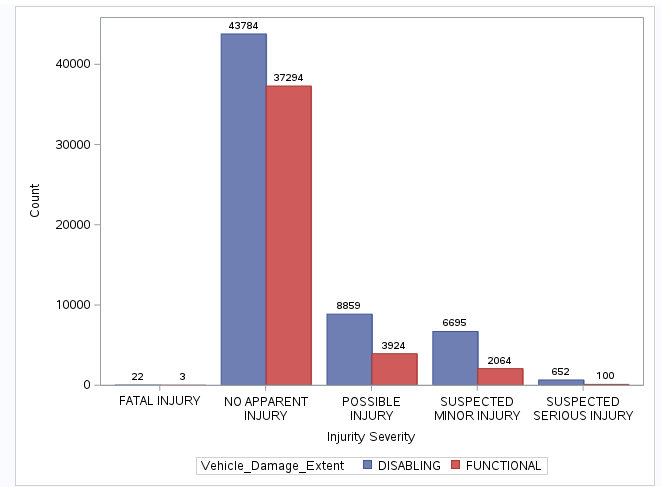 43784
40000
37294
30000
Count
20000
10000
8859
6695
3924
2064
22
3
652
100
0
FATAL INJURY
NO APPARENT
INJURY
POSSIBLE
INJURY
SUSPECTED
MINOR INJURY
SUSPECTED
SERIOUS INJURY
Injurity Severity
Vehicle_Damage_Extent DISABLING FUNCTIONAL